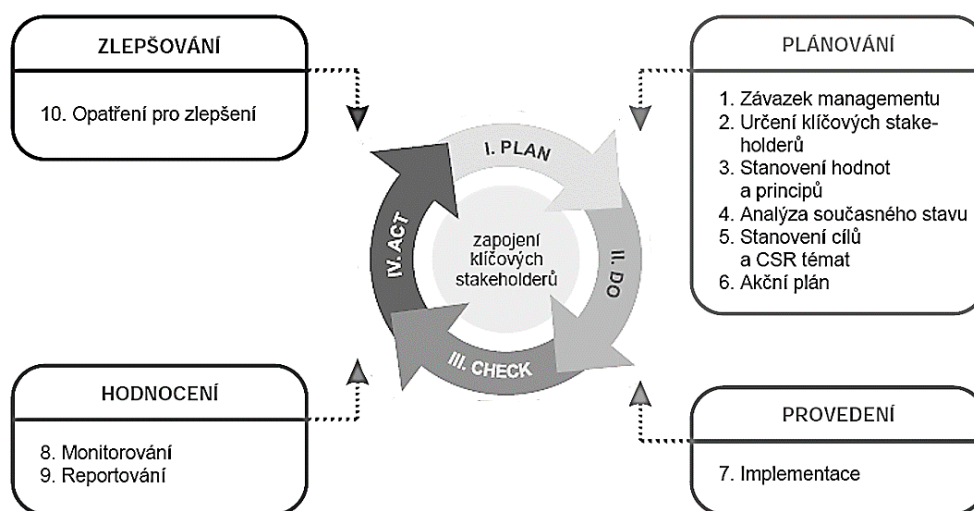 ZLEPŠOVÁNÍ
10. Opatření pro zlepšení
PLÁNOVÁNÍ
1. Závazek managementu
2. Určení klíčových stake-
holderů
3. Stanovení hodnot
a principů
4. Analýza současného stavu
5. Stanovení cílů
a CSR témat
6. Akční plán
I. PLAN
II. DO
III. CHECK
IV. ACT
zapojení
klíčových
stakeholderů
HODNOCENÍ
8. Monitorování
9. Reportování
PROVEDENÍ
7. Implementace